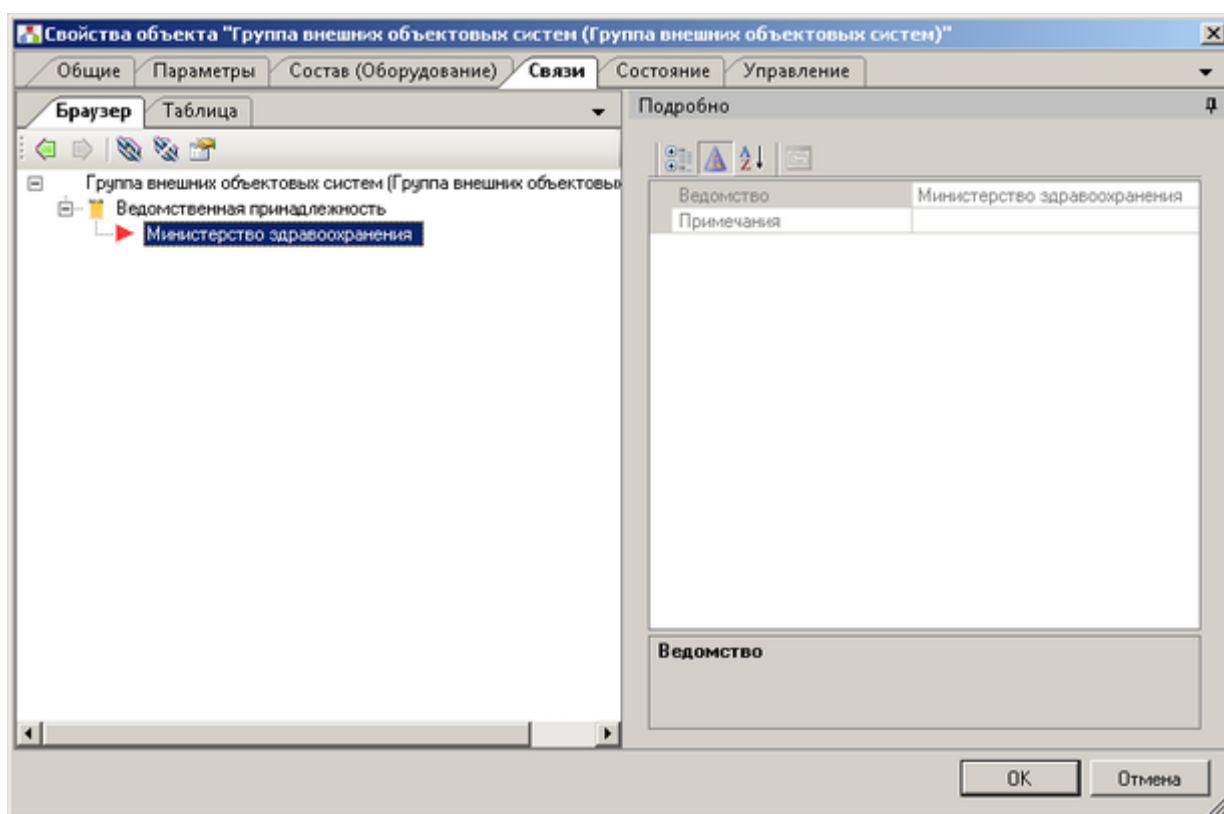 Свойства объекта "Группа внешних объектовых систем (Группа внешних объектовых систем)"
Общие Параметры Состав (Оборудование) Связи Состояние Управление
Браузер Таблица
Подробно
Группа внешних объектовых систем (Группа внешних объектовы
Ведомственная принадлежность
Министерство здравоохранения
Ведомство Министерство здравоохранения
Примечания
Ведомство
OK Отмена